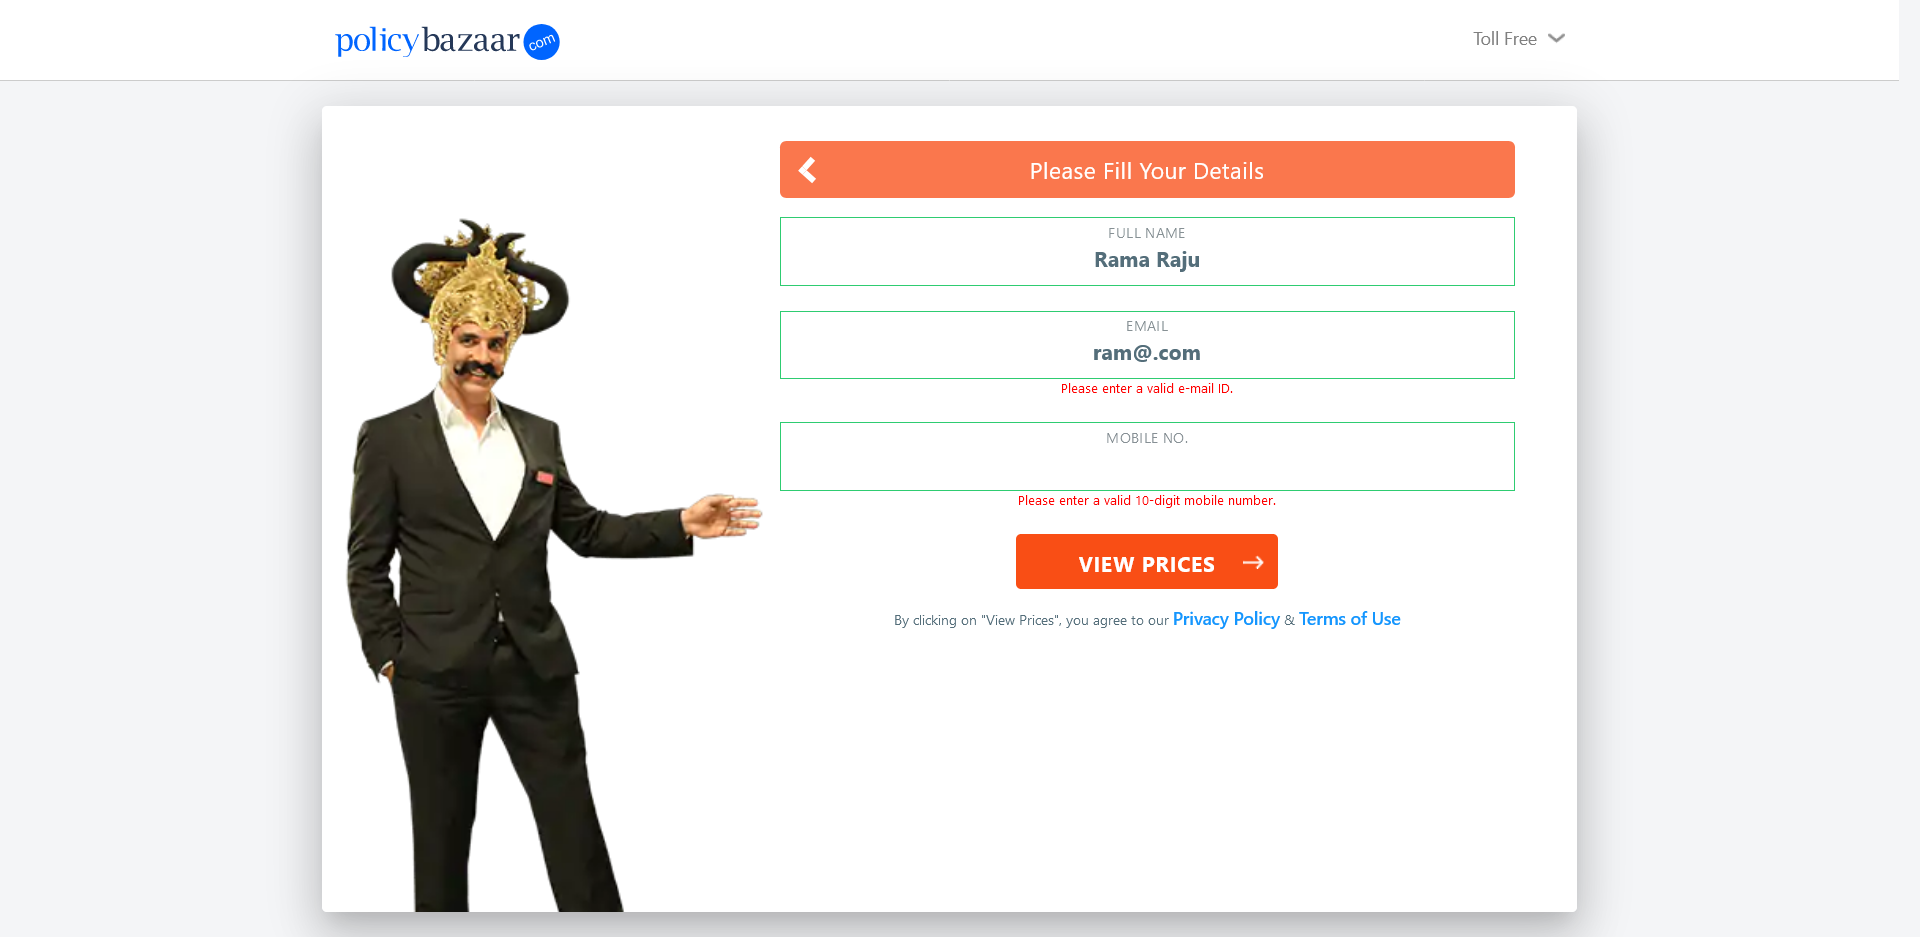 policybazaar.com
Toll Free
Please Fill Your Details
FULL NAME
Rama Raju
EMAIL
ram@.com
Please enter a valid e-mail ID.
MOBILE NO.
Please enter a valid 10-digit mobile number.
VIEW PRICES
By clicking on "View Prices", you agree to our Privacy Policy & Terms of Use